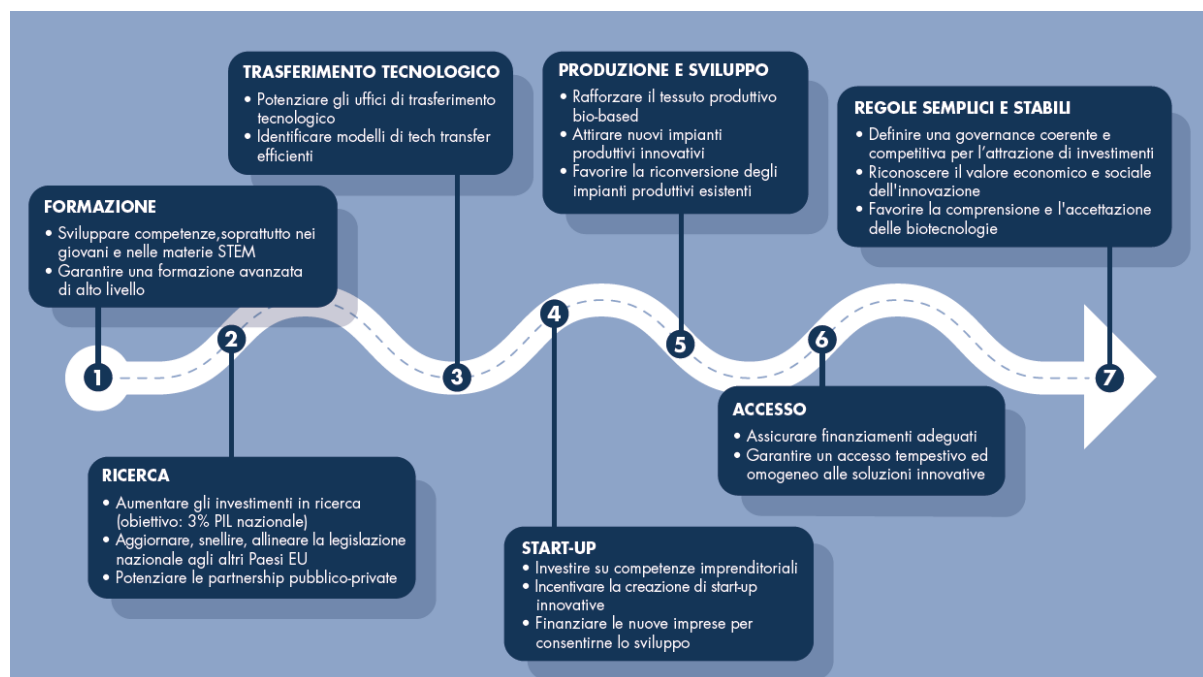 FORMAZIONE
• Sviluppare competenze,soprattutto nei
giovani e nelle materie STEM
• Garantire una formazione avanzata
di alto livello
1
2
RICERCA
• Aumentare gli investimenti in ricerca
(obiettivo: 3% PIL nazionale)
• Aggiornare, snellire, allineare la legislazione
nazionale agli altri Paesi EU
• Potenziare le partnership pubblico-private
TRASFERIMENTO TECNOLOGICO
• Potenziare gli uffici di trasferimento
tecnologico
• Identificare modelli di tech transfer
efficienti
3
4
START-UP
• Investire su competenze imprenditoriali
• Incentivare la creazione di start-up
innovative
• Finanziare le nuove imprese per
consentirne lo sviluppo
PRODUZIONE E SVILUPPO
• Rafforzare il tessuto produttivo
bio-based
• Attirare nuovi impianti
produttivi innovativi
• Favorire la riconversione degli
impianti produttivi esistenti
5
6
ACCESSO
• Assicurare finanziamenti adeguati
• Garantire un accesso tempestivo ed
omogeneo alle soluzioni innovative
REGOLE SEMPLICI E STABILI
• Definire una governance coerente e
competitiva per l’attrazione di investimenti
• Riconoscere il valore economico e sociale
dell'innovazione
• Favorire la comprensione e l'accettazione
delle biotecnologie
7